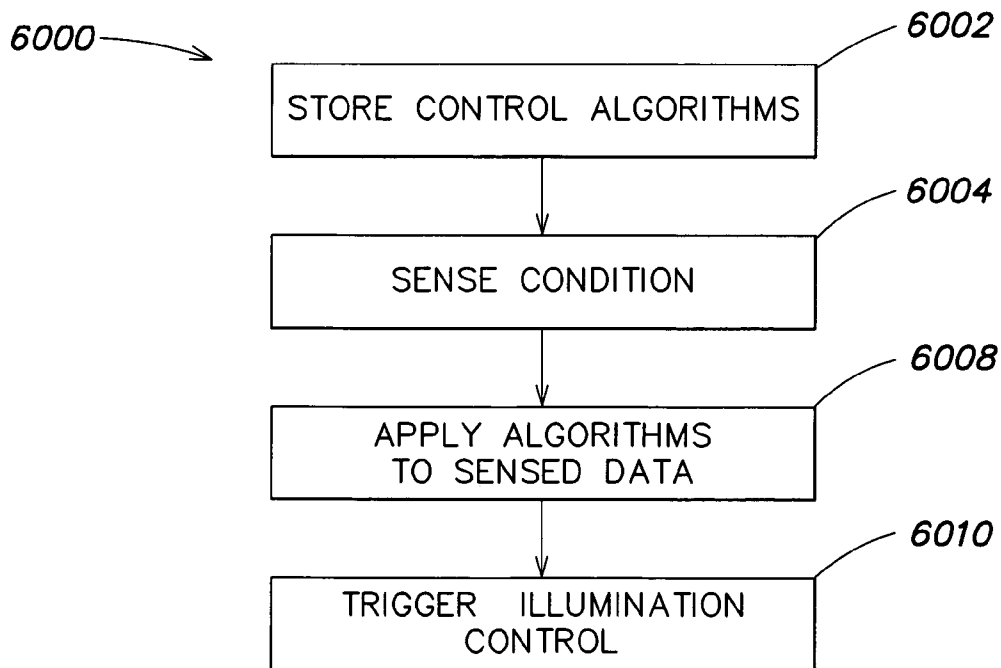 6000
6002
STORE CONTROL ALGORITHMS
6004
SENSE CONDITION
6008
APPLY ALGORITHMS
TO SENSED DATA
6010
TRIGGER ILLUMINATION
CONTROL